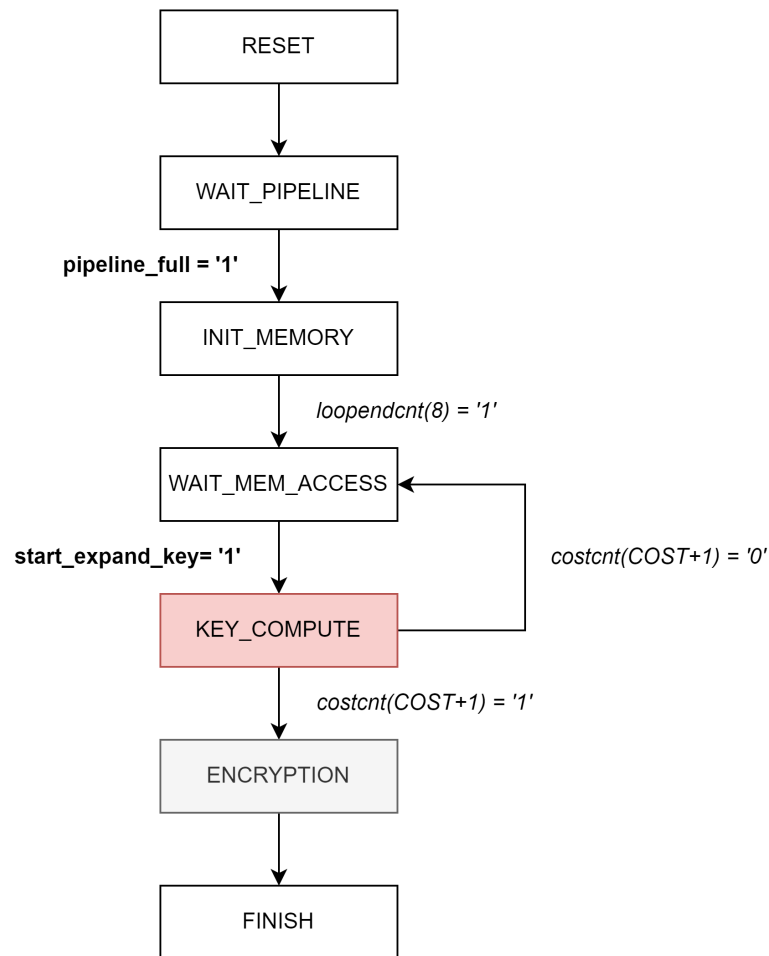 RESET
WAIT_PIPELINE
pipeline_full = '1'
INIT_MEMORY
loopendcnt(8) = '1'
WAIT_MEM_ACCESS
start_expand_key= '1'
costcnt(COST+1) = '0'
KEY_COMPUTE
costcnt(COST+1) = '1'
ENCRYPTION
FINISH